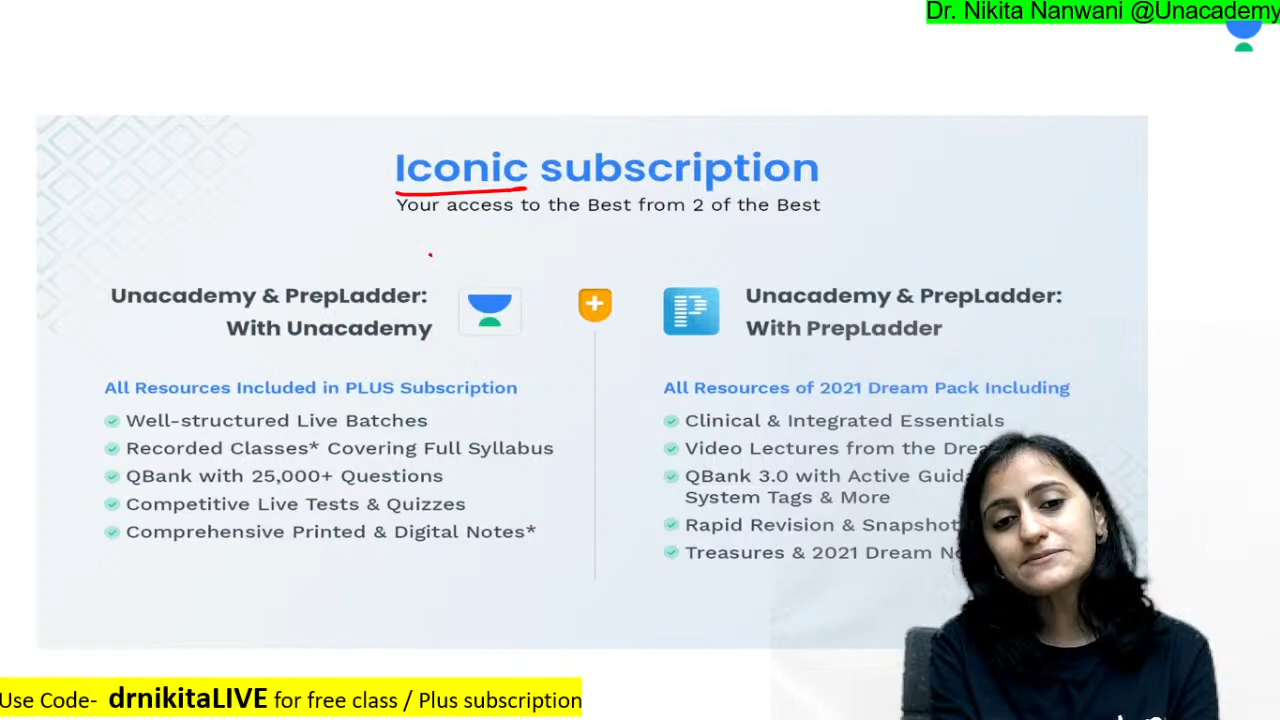 Dr. Nikita Nanwani @Unacademy
Iconic subscription
Your access to the Best from 2 of the Best
Unacademy & PrepLadder:
With Unacademy
All Resources Included in PLUS Subscription
Well-structured Live Batches
Recorded Classes* Covering Full Syllabus
QBank with 25,000+ Questions
Competitive Live Tests & Quizzes
Comprehensive Printed & Digital Notes*
Unacademy & PrepLadder:
With PrepLadder
All Resources of 2021 Dream Pack Including
Clinical & Integrated Essentials
Video Lectures from the
QBank 3.0 with Active
System Tags & More
Rapid Revision & Snapshot
Treasures & 2021 Dream
Use Code- drnikitaLIVE for free class / Plus subscription